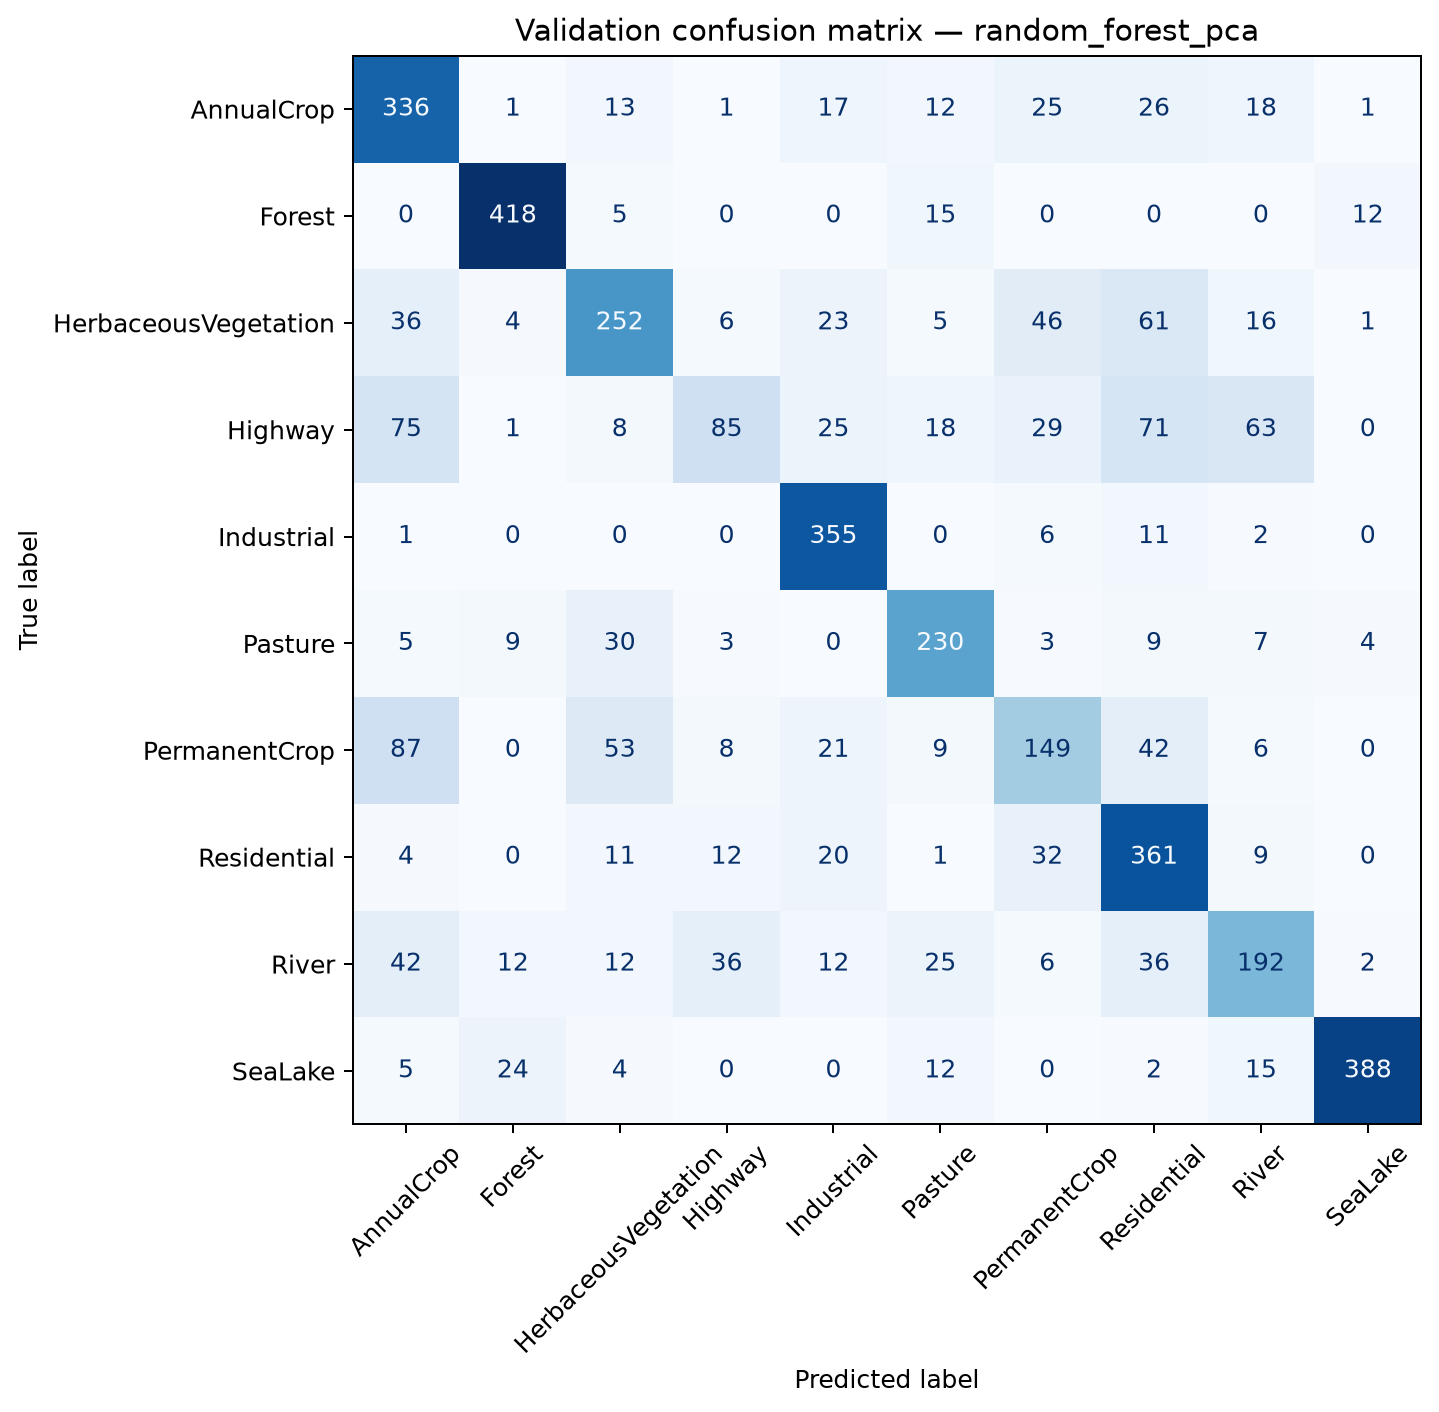 Validation confusion matrix — random_forest_pca
AnnualCrop 336 1 13 1 17 12 25 26 18 1
Forest 0 418 5 0 0 15 0 0 0 12
HerbaceousVegetation 36 4 252 6 23 5 46 61 16 1
Highway 75 1 8 85 25 18 29 71 63 0
Industrial 1 0 0 0 355 0 6 11 2 0
Pasture 5 9 30 3 0 230 3 9 7 4
PermanentCrop 87 0 53 8 21 9 149 42 6 0
Residential 4 0 11 12 20 1 32 361 9 0
River 42 12 12 36 12 25 6 36 192 2
SeaLake 5 24 4 0 0 12 0 2 15 388
True label
AnnualCrop
Forest
HerbaceousVegetation
Highway
Industrial
Pasture
PermanentCrop
Residential
River
SeaLake
Predicted label